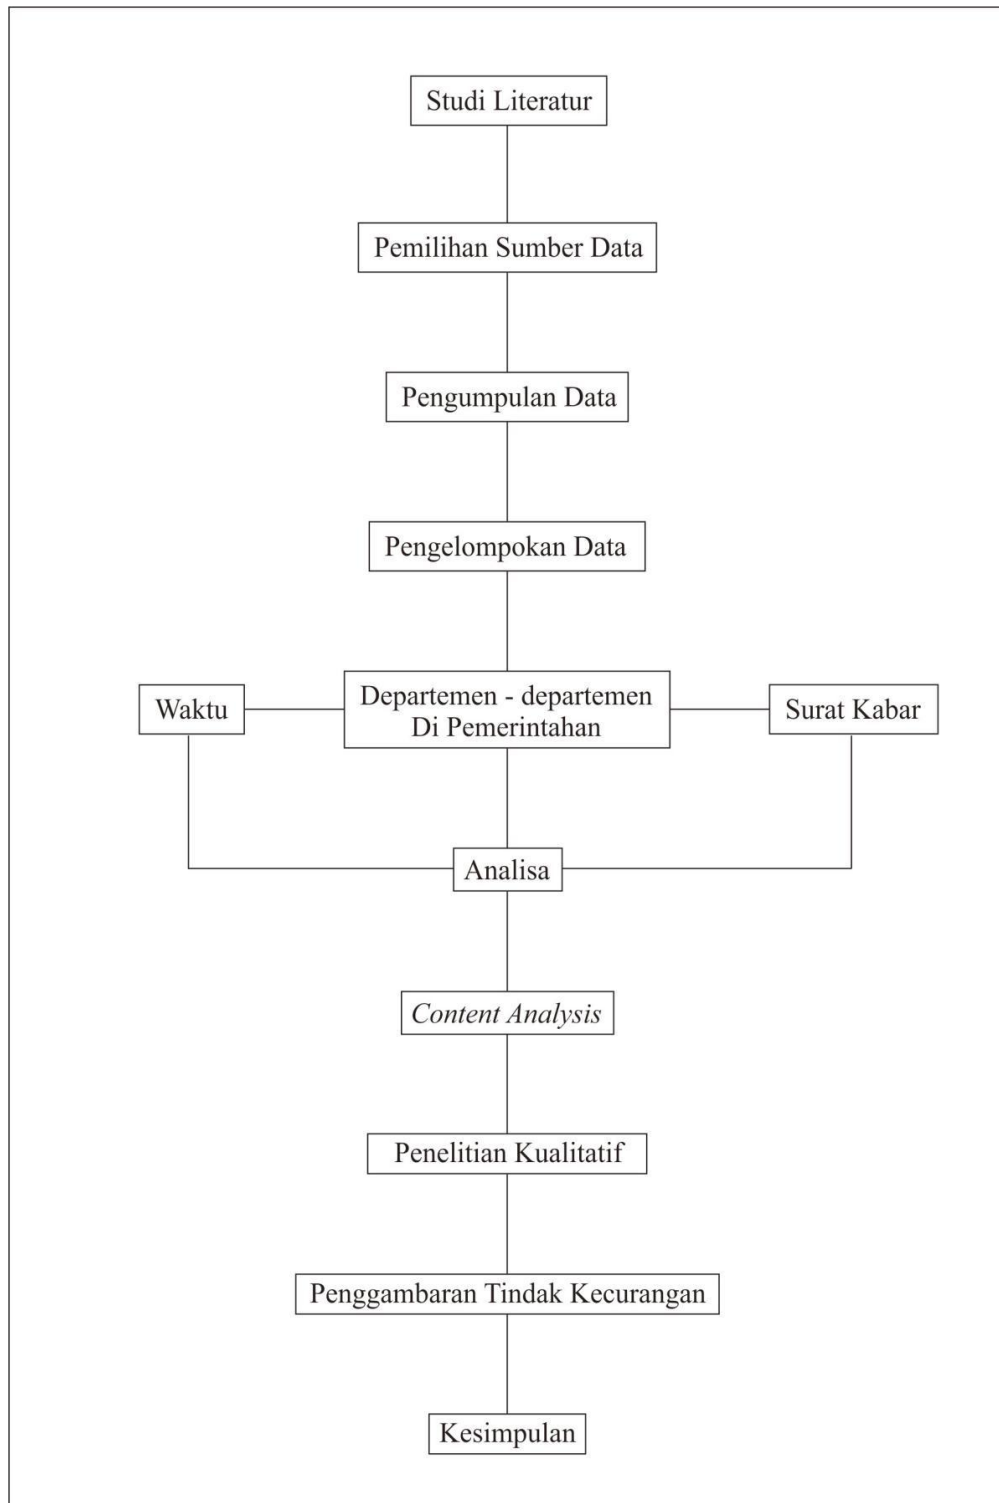 Studi Literatur
Pemilihan Sumber Data
Pengumpulan Data
Pengelompokan Data
Waktu
Departemen - departemen
Di Pemerintahan
Surat Kabar
Analisa
Content Analysis
Penelitian Kualitatif
Penggambaran Tindak Kecurangan
Kesimpulan